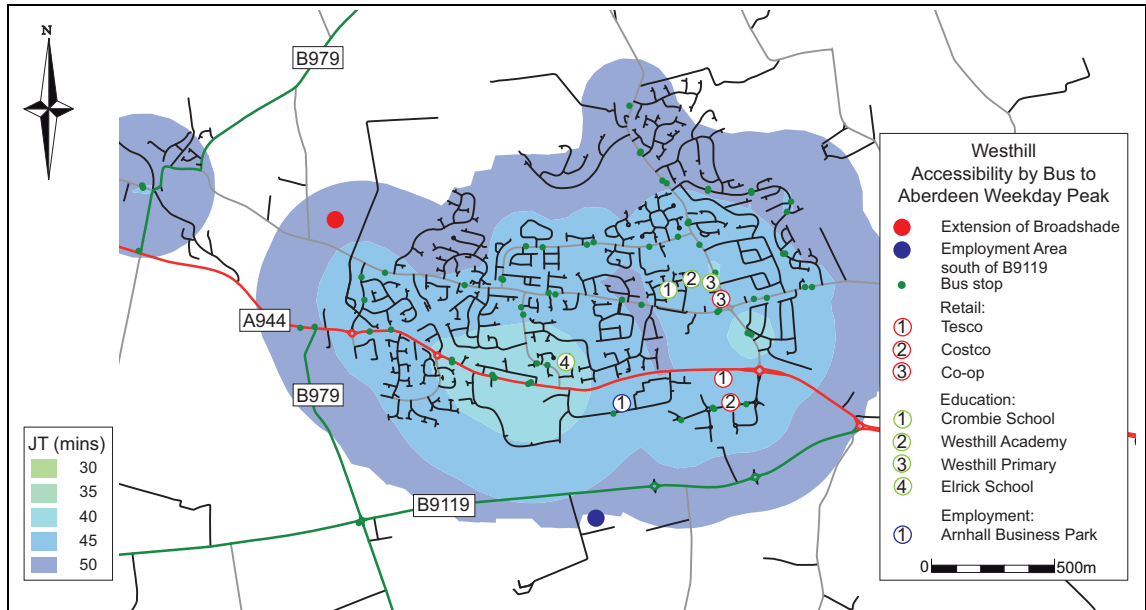 N
B979
A944
B979
B9119
JT (mins)
30
35
40
45
50
1
2
3
3
4
1
1
2
Westhill
Accessibility by Bus to
Aberdeen Weekday Peak
Extension of Broadshade
Employment Area
south of B9119
Bus stop
Retail:
1 Tesco
2 Costco
3 Co-op
Education:
1 Crombie School
2 Westhill Academy
3 Westhill Primary
4 Elrick School
Employment:
1 Arnhall Business Park
0 500m